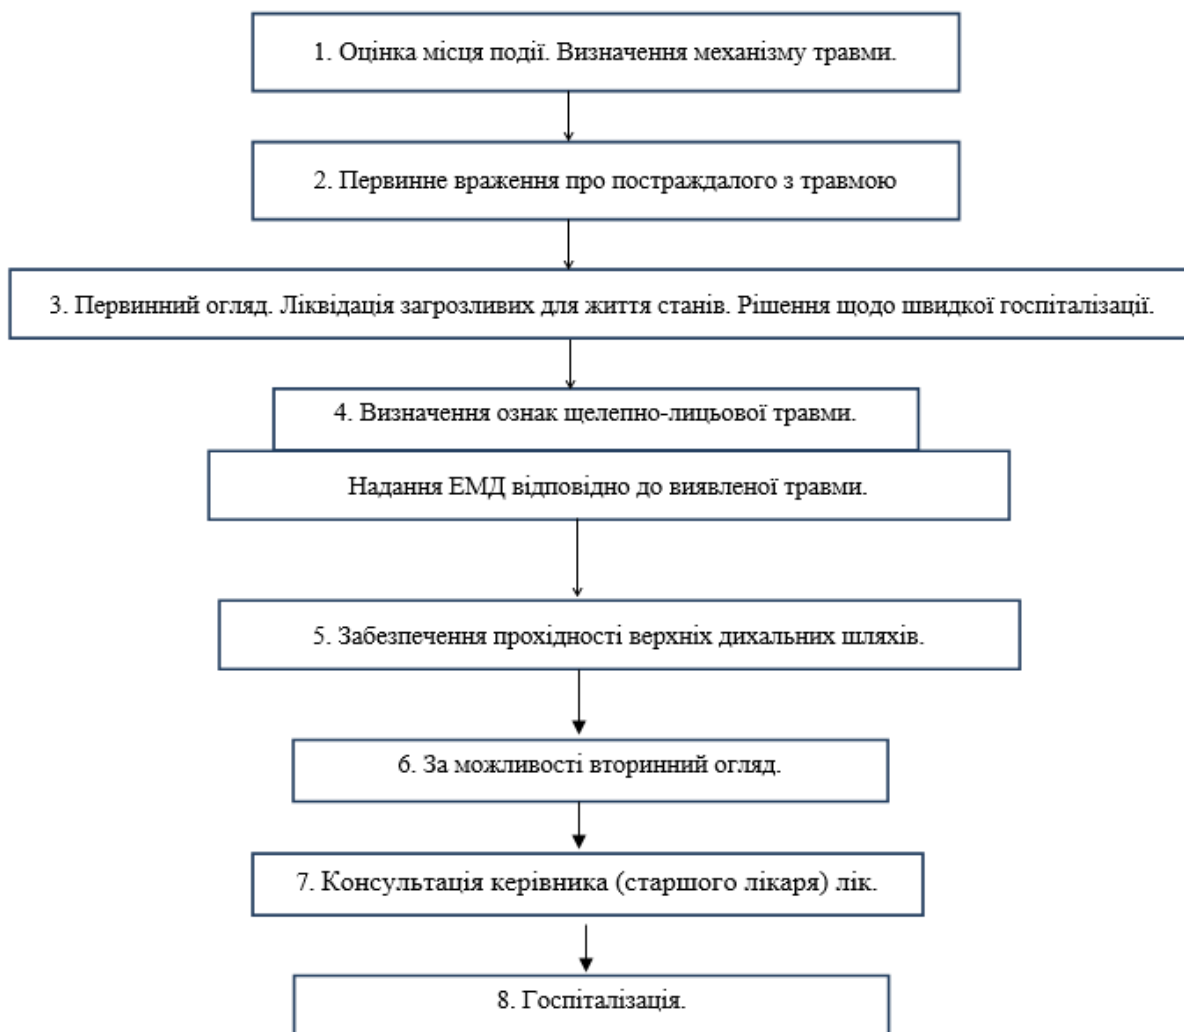 1. Оцінка місця події. Визначення механізму травми.
2. Первинне враження про постраждалого з травмою
3. Первинний огляд. Ліквідація загрозливих для життя станів. Рішення щодо швидкої госпіталізації.
4. Визначення ознак щелепно-лицьової травми.
Надання ЕМД відповідно до виявленої травми.
5. Забезпечення прохідності верхніх дихальних шляхів.
6. За можливості вторинний огляд.
7. Консультація керівника (старшого лікаря) лік.
8. Госпіталізація.